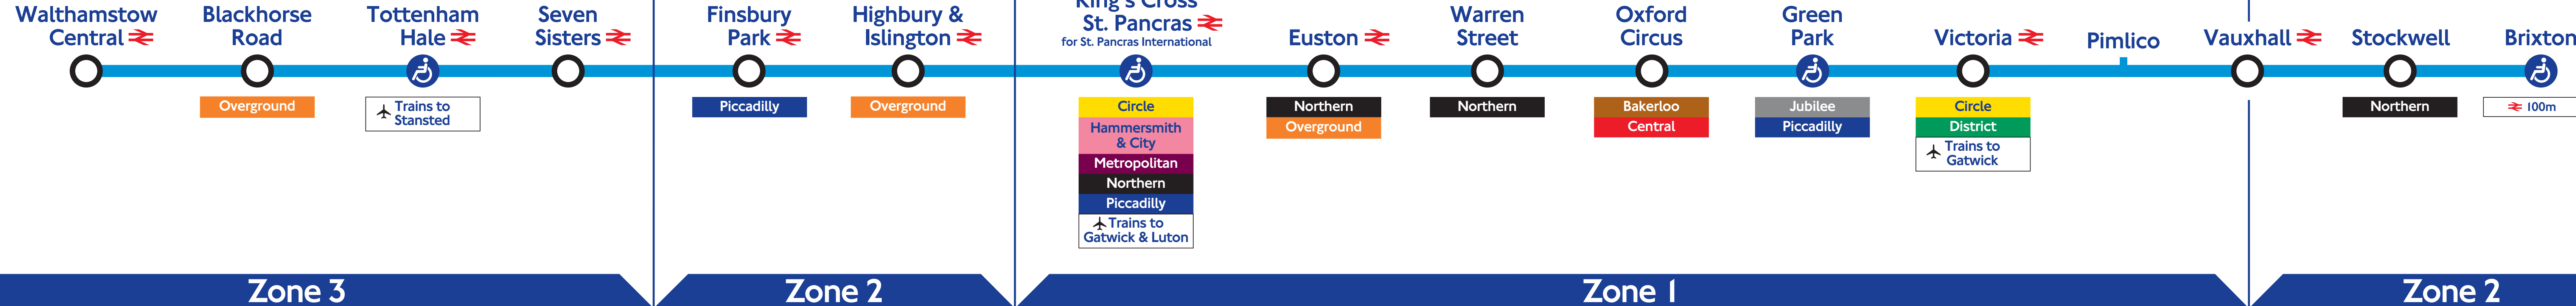 Walthamstow
Central
Blackhorse
Road
Tottenham
Hale
Seven
Sisters
Finsbury
Park
Highbury &
Islington
King's Cross
St. Pancras
for St. Pancras International
Euston
Warren
Street
Oxford
Circus
Green
Park
Victoria
Pimlico
Vauxhall
Stockwell
Brixton
Overground
Trains to
Stansted
Piccadilly
Overground
Circle
Hammersmith
& City
Metropolitan
Northern
Piccadilly
Trains to
Gatwick & Luton
Northern
Overground
Northern
Bakerloo
Central
Jubilee
Piccadilly
Circle
District
Trains to
Gatwick
Northern
100m
Zone 3
Zone 2
Zone 1
Zone 2